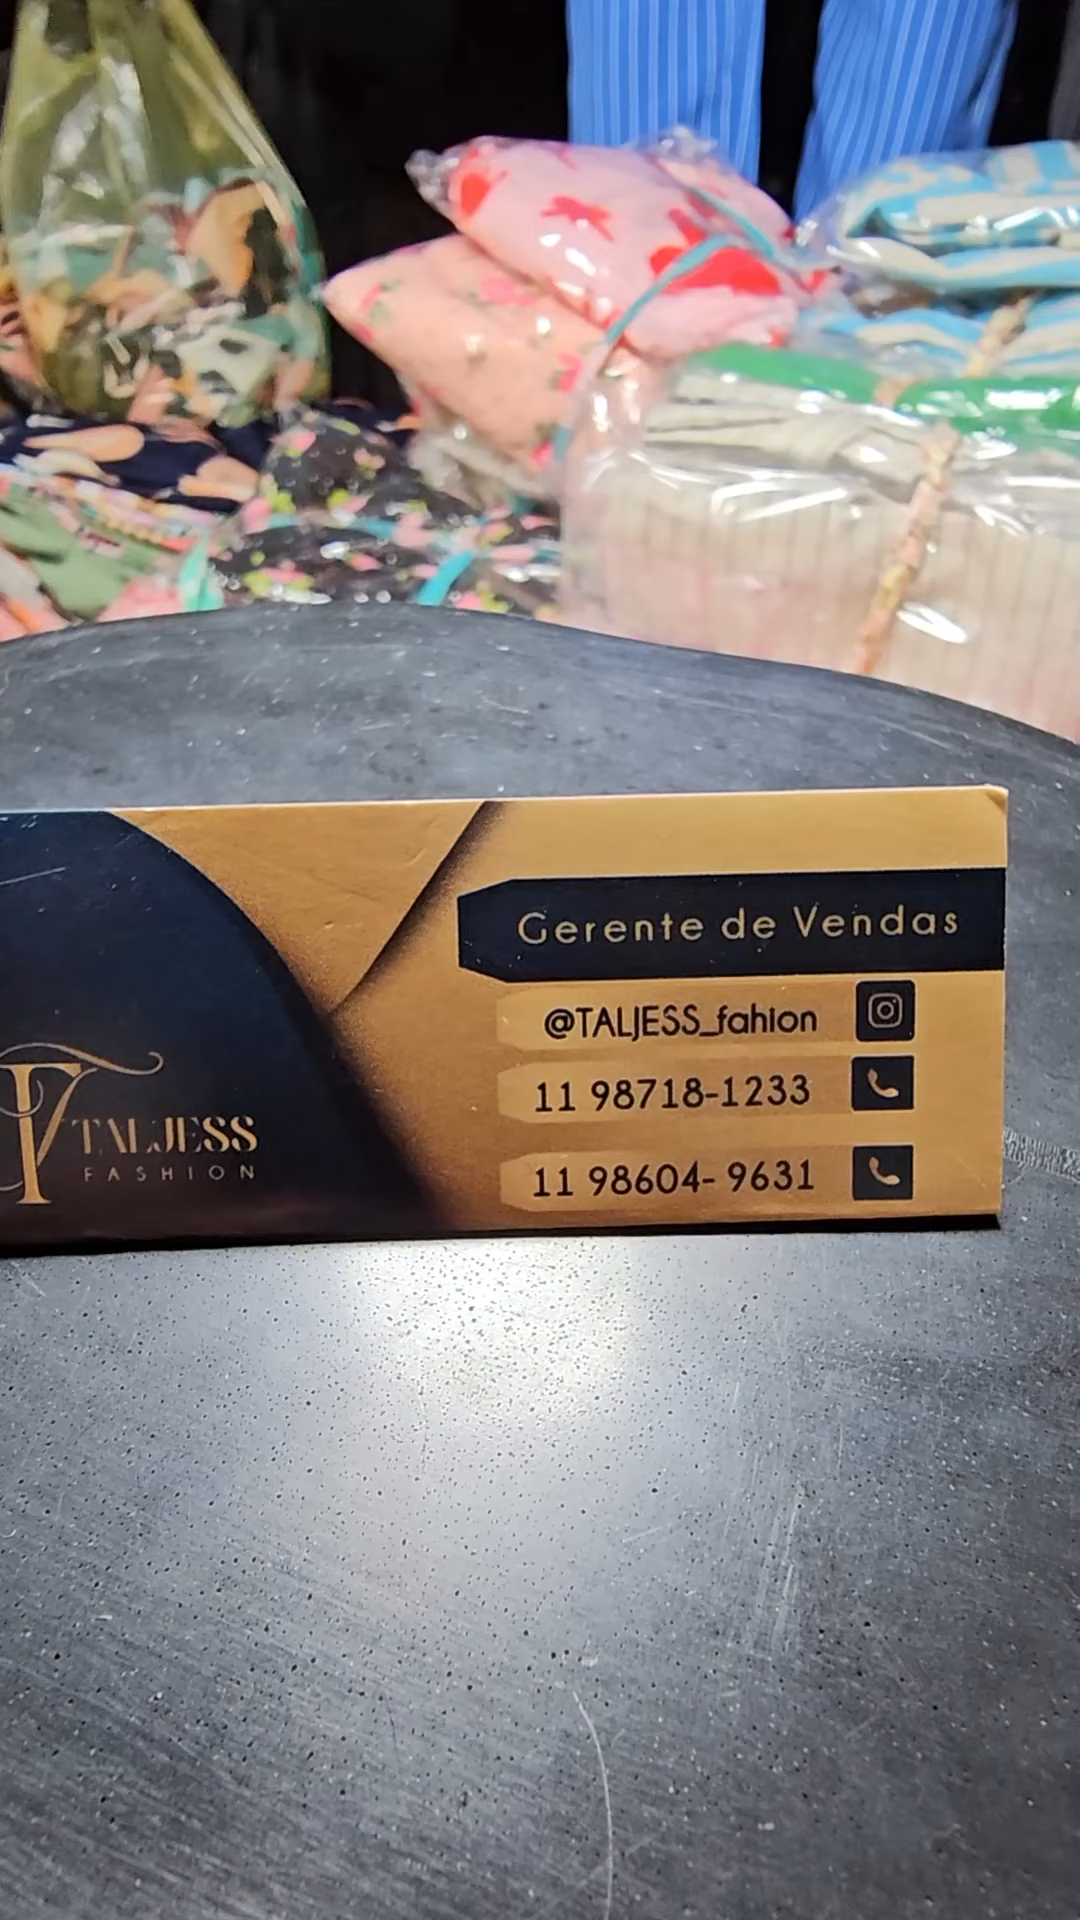 Gerente de Vendas
@TALJESS_fahion
11 98718-1233
11 98604- 9631
TALJESS
FASHION